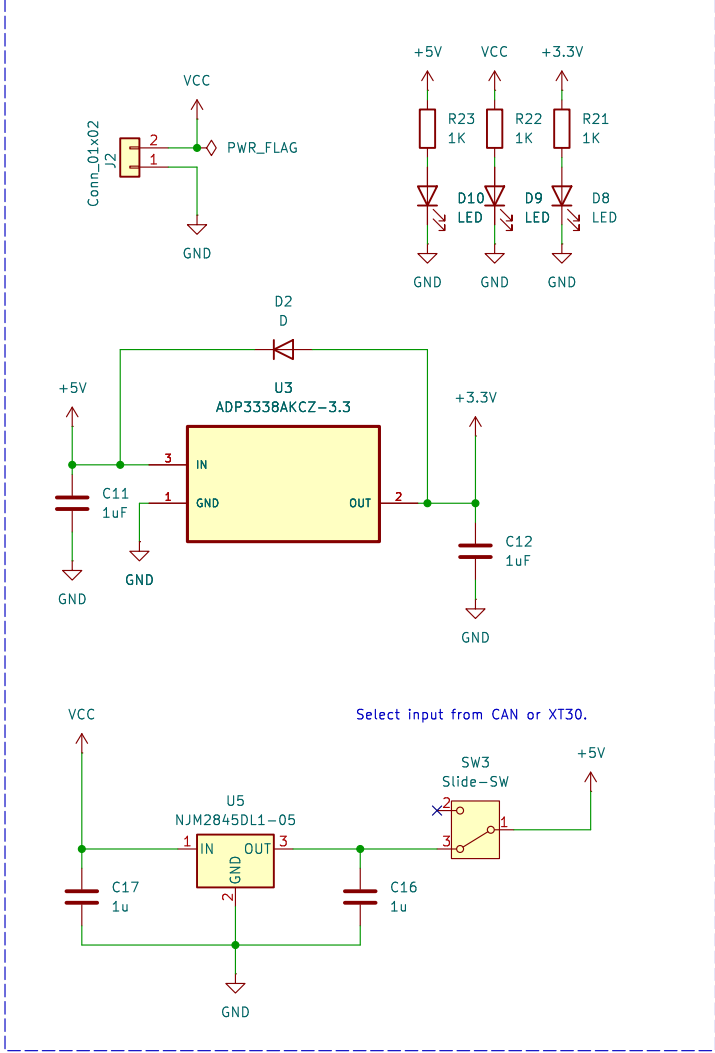 VCC
Conn_01x02
J2
2
1
PWR_FLAG
GND
+5V
VCC
+3.3V
R23
1K
R22
1K
R21
1K
D10
LED
D9
LED
D8
LED
GND
GND
GND
D2
D
U3
ADP3338AKCZ-3.3
+5V
+3.3V
3
IN
1
GND
OUT
2
C11
1uF
C12
1uF
GND
GND
GND
VCC
Select input from CAN or XT30.
+5V
SW3
Slide-SW
2
1
3
U5
NJM2845DL1-05
1
IN
OUT
3
GND
2
C17
1u
C16
1u
GND